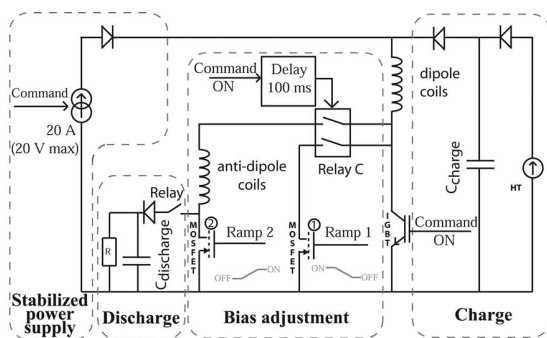 Command
20 A
(20 V max)
Stabilized
power
supply
Relay
R
Cdischarge
Discharge
Command
ON
Delay
100 ms
Relay C
anti-dipole
coils
MOSFET
2
Ramp 2
OFF
ON
MOSFET
1
Ramp 1
ON
OFF
Bias adjustment
dipole
coils
IGBT
Command
ON
Ccharge
HT
Charge